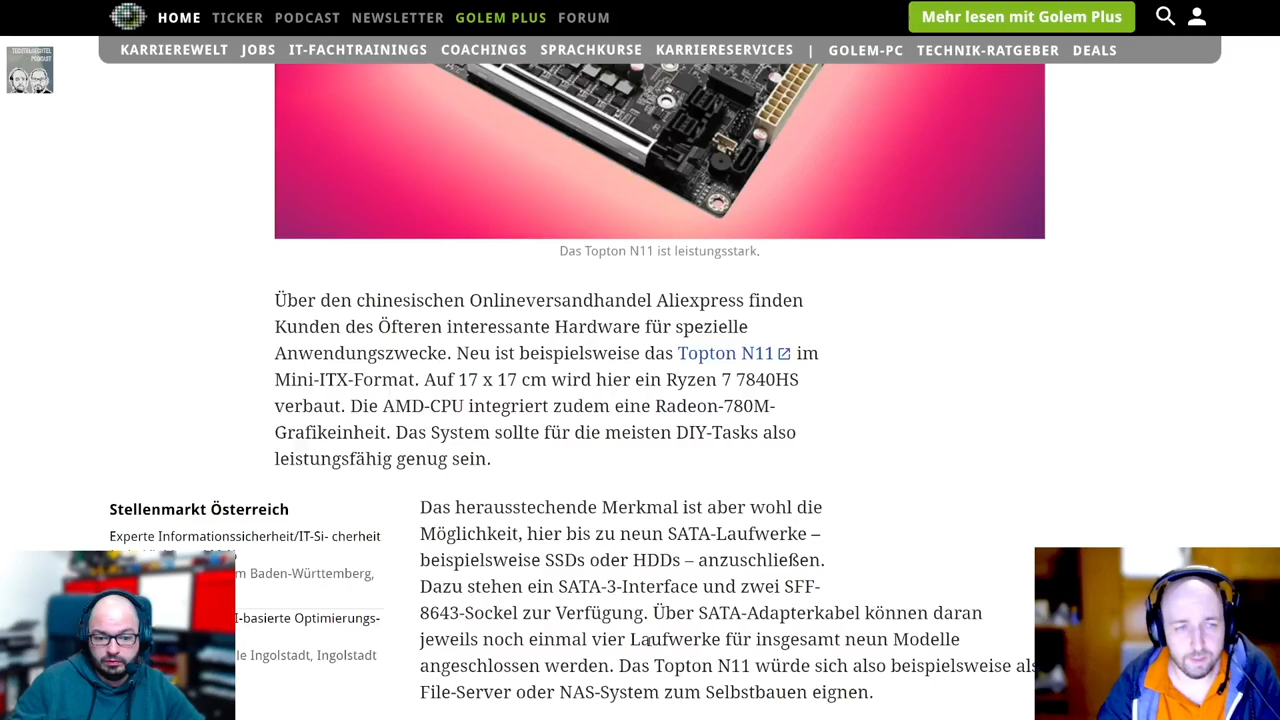 HOME TICKER PODCAST NEWSLETTER GOLEM PLUS FORUM Mehr lesen mit Golem Plus
KARRIEREWELT JOBS IT-FACHTRAININGS COACHINGS SPRACHKURSE KARRIERESERVICES | GOLEM-PC TECHNIK-RATGEBER DEALS
PODCAST
Das Topton N11 ist leistungsstark.
Über den chinesischen Onlineversandhandel Aliexpress finden
Kunden des Öfteren interessante Hardware für spezielle
Anwendungszwecke. Neu ist beispielsweise das Topton N11 im
Mini-ITX-Format. Auf 17 x 17 cm wird hier ein Ryzen 7 7840HS
verbaut. Die AMD-CPU integriert zudem eine Radeon-780M-
Grafikeinheit. Das System sollte für die meisten DIY-Tasks also
leistungsfähig genug sein.
Stellenmarkt Österreich
Experte Informationssicherheit/IT-Si- cherheit
m Baden-Württemberg,
I-basierte Optimierungs-
le Ingolstadt, Ingolstadt
Das herausstechende Merkmal ist aber wohl die
Möglichkeit, hier bis zu neun SATA-Laufwerke –
beispielsweise SSDs oder HDDs – anzuschließen.
Dazu stehen ein SATA-3-Interface und zwei SFF-
8643-Sockel zur Verfügung. Über SATA-Adapterkabel können daran
jeweils noch einmal vier Laufwerke für insgesamt neun Modelle
angeschlossen werden. Das Topton N11 würde sich also beispielsweise als
File-Server oder NAS-System zum Selbstbauen eignen.